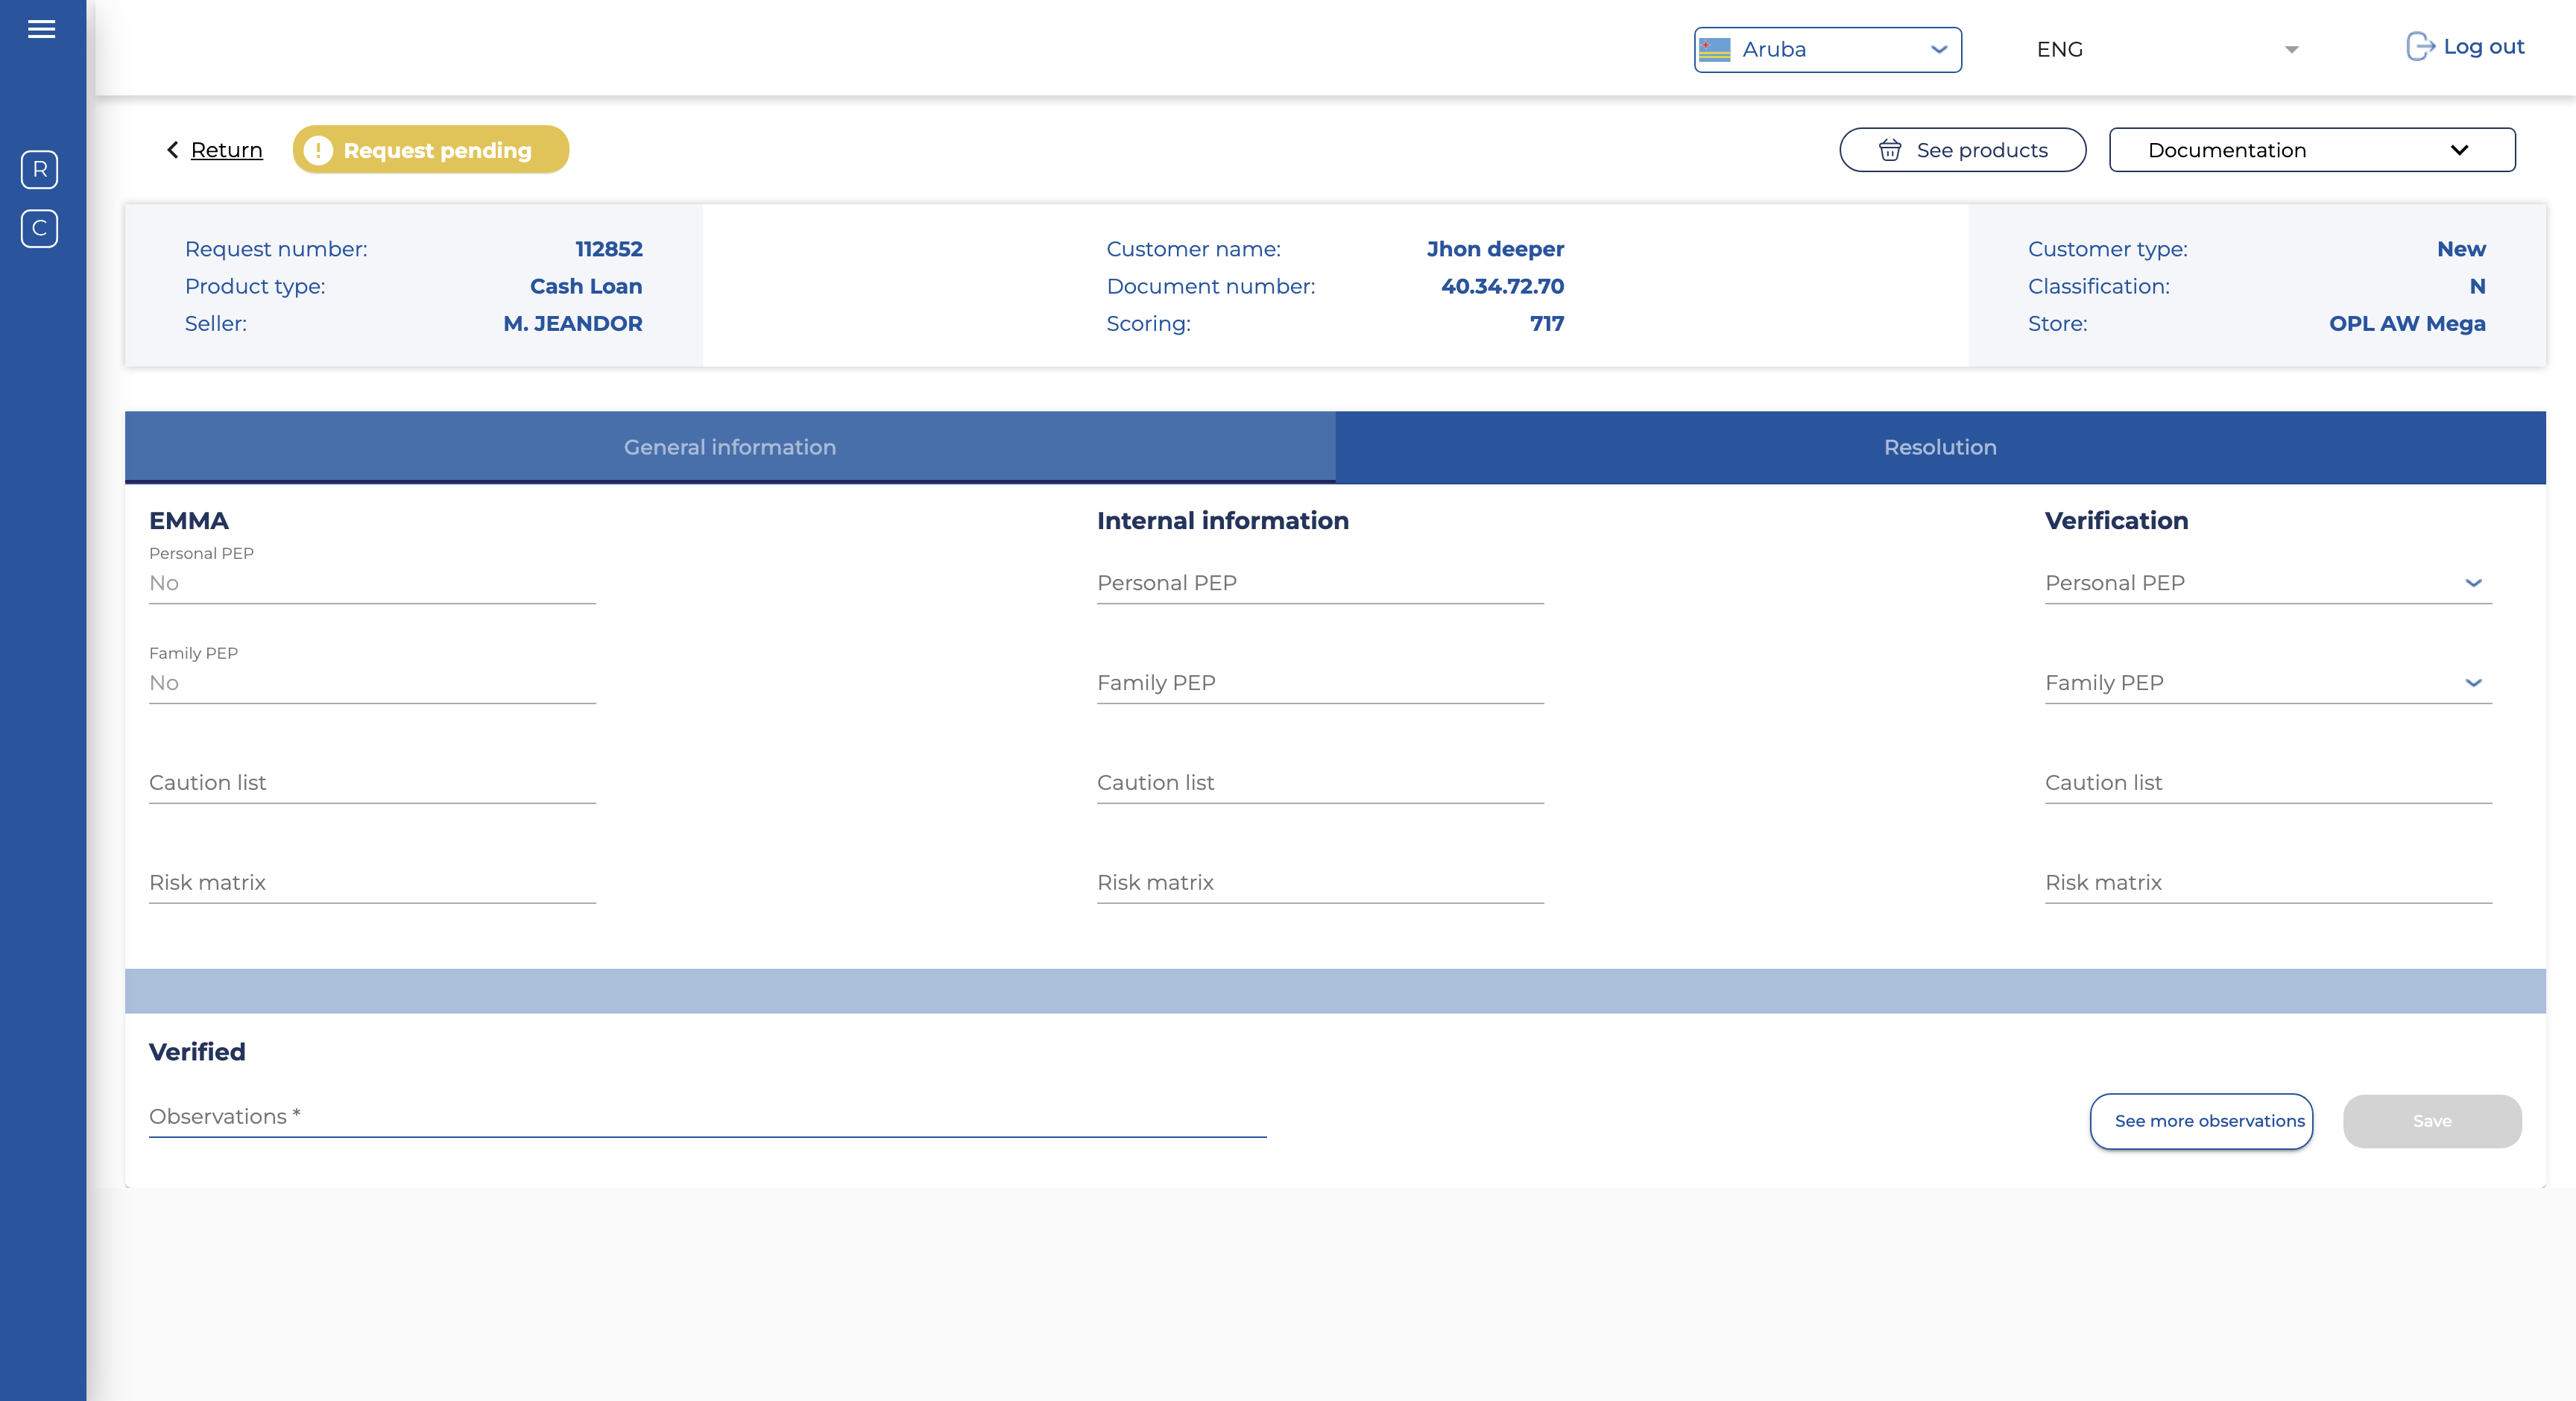 Aruba
ENG
Log out
R
C
Return
Request pending
See products
Documentation
Request number: 112852
Product type: Cash Loan
Seller: M. JEANDOR
Customer name: Jhon deeper
Document number: 40.34.72.70
Scoring: 717
Customer type: New
Classification: N
Store: OPL AW Mega
General information
Resolution
EMMA
Personal PEP
No
Family PEP
No
Caution list
Risk matrix
Internal information
Personal PEP
Family PEP
Caution list
Risk matrix
Verification
Personal PEP
Family PEP
Caution list
Risk matrix
Verified
Observations *
See more observations
Save